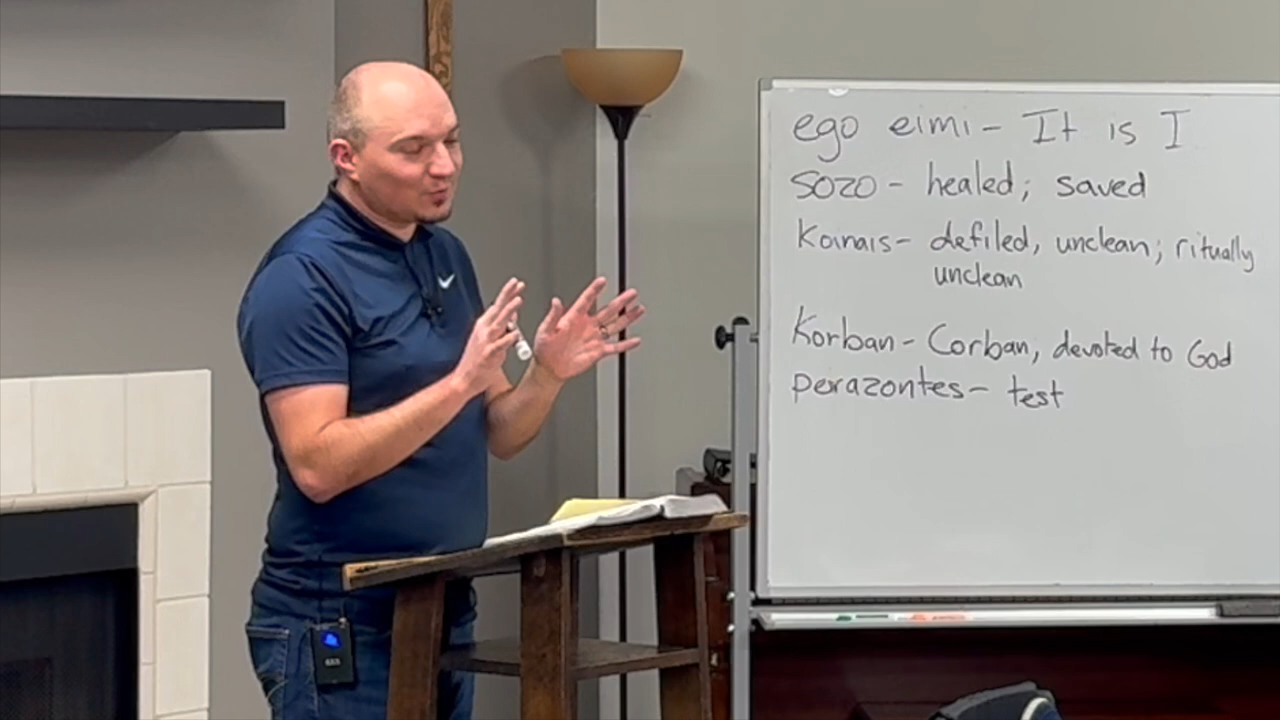 ego eimi - It is I
sozo - healed; saved
Koinais - defiled, unclean; ritually
unclean
Korban - Corban, devoted to God
perazontes - test